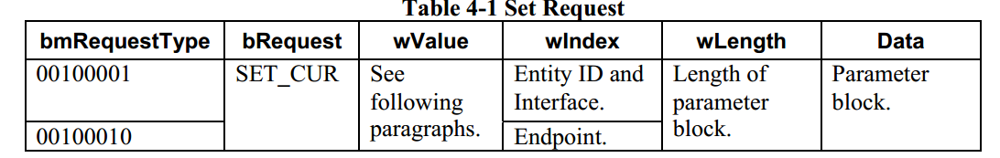 Table 4-1 Set Request
bmRequestType bRequest wValue wIndex wLength Data
00100001 SET_CUR See following paragraphs. Entity ID and Interface. Length of parameter block. Parameter block.
00100010 Endpoint.